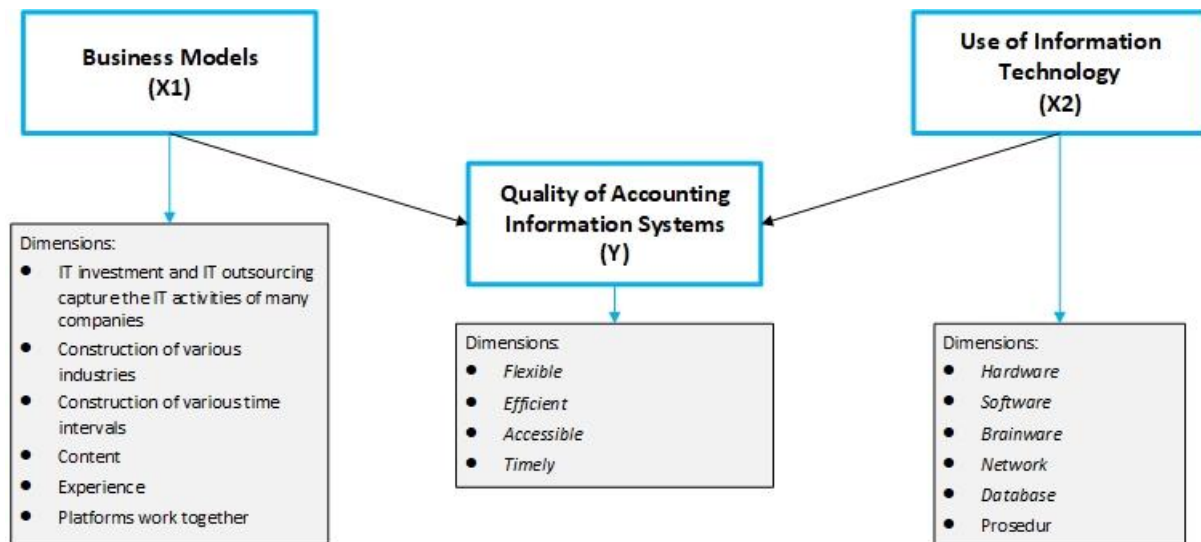 Business Models
(X1)
Use of Information
Technology
(X2)
Quality of Accounting
Information Systems
(Y)
Dimensions:
● IT investment and IT outsourcing
capture the IT activities of many
companies
● Construction of various
industries
● Construction of various time
intervals
● Content
● Experience
● Platforms work together
Dimensions:
● Flexible
● Efficient
● Accessible
● Timely
Dimensions:
● Hardware
● Software
● Brainware
● Network
● Database
● Prosedur